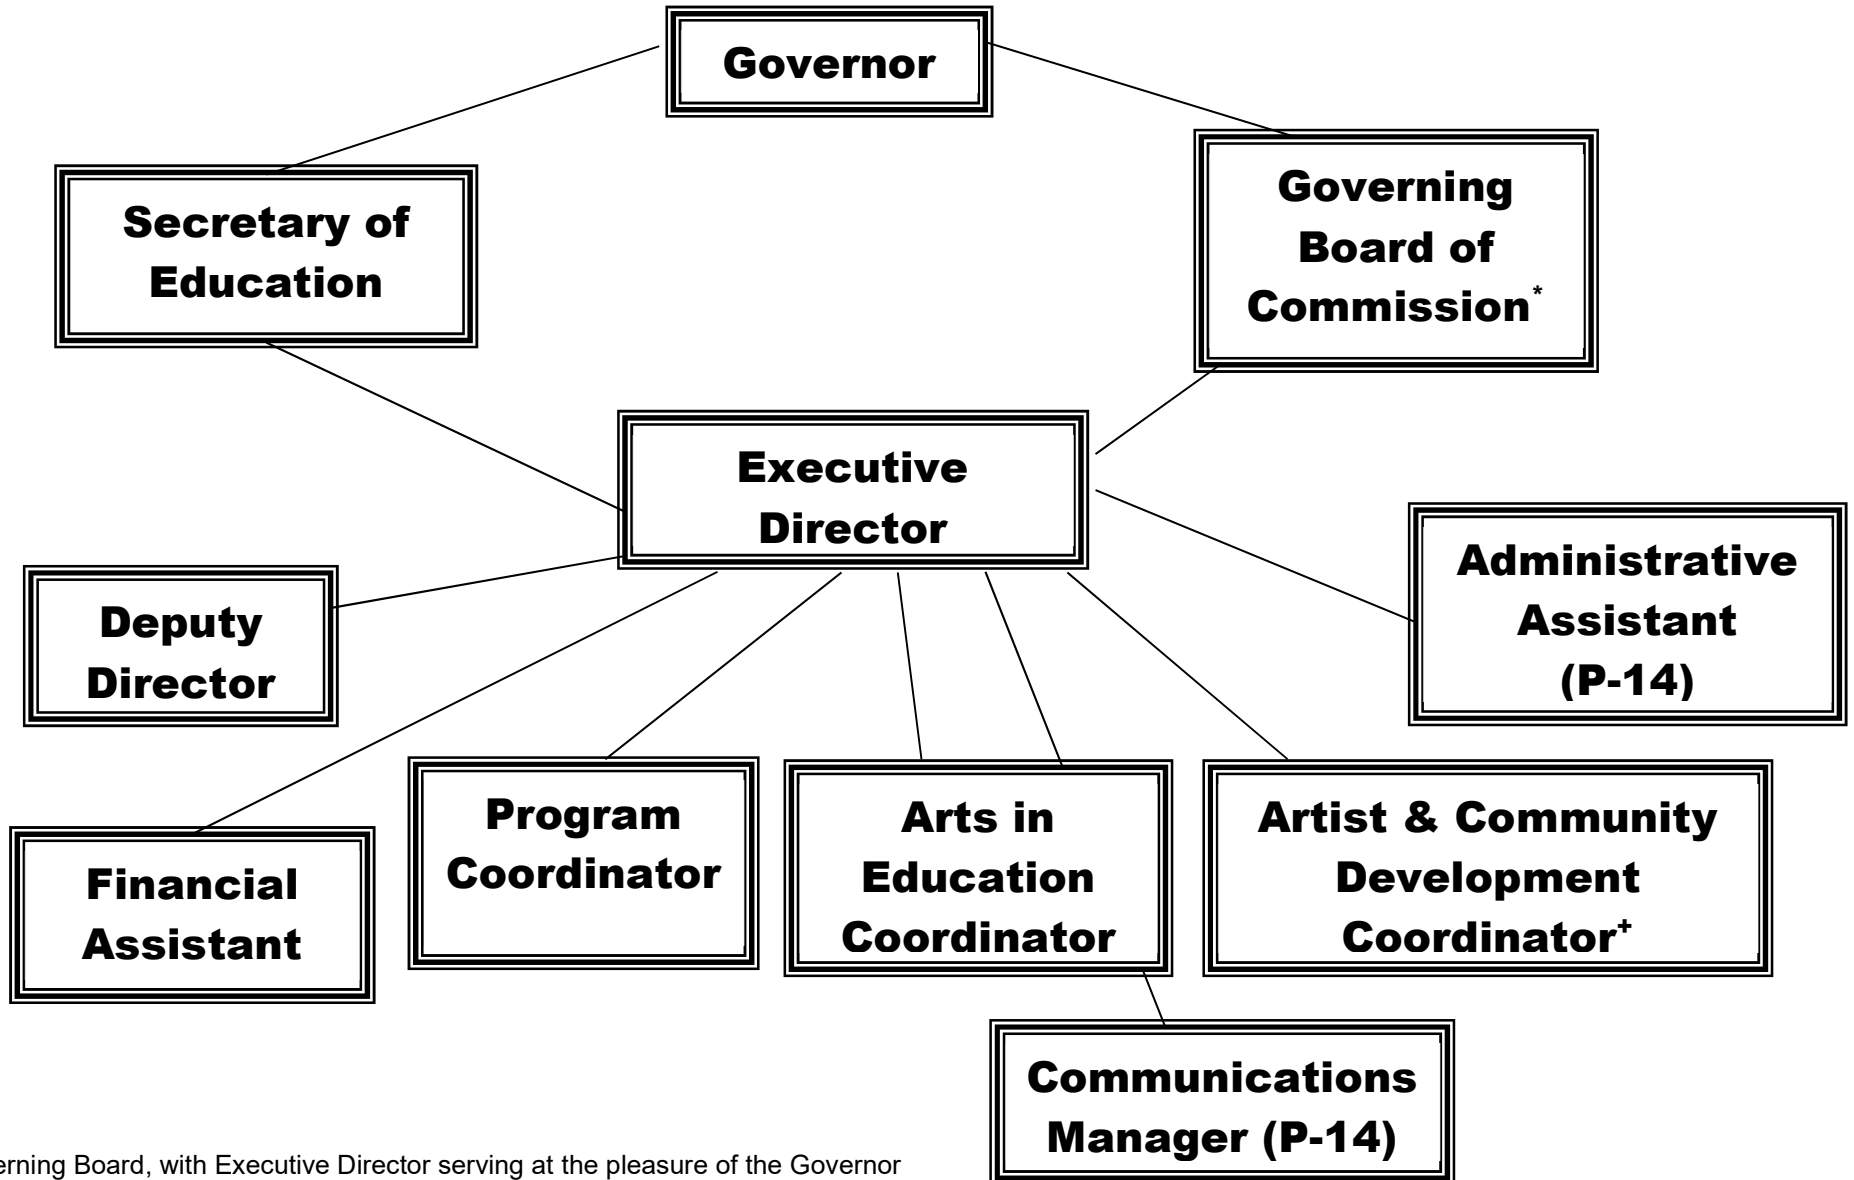 Governor
Secretary of
Education
Governing
Board of
Commission*
Executive
Director
Administrative
Assistant
(P-14)
Deputy
Director
Program
Coordinator
Arts in
Education
Coordinator
Artist & Community
Development
Coordinator+
Financial
Assistant
Communications
Manager (P-14)
Board, with Executive Director serving at the pleasure of the Governor